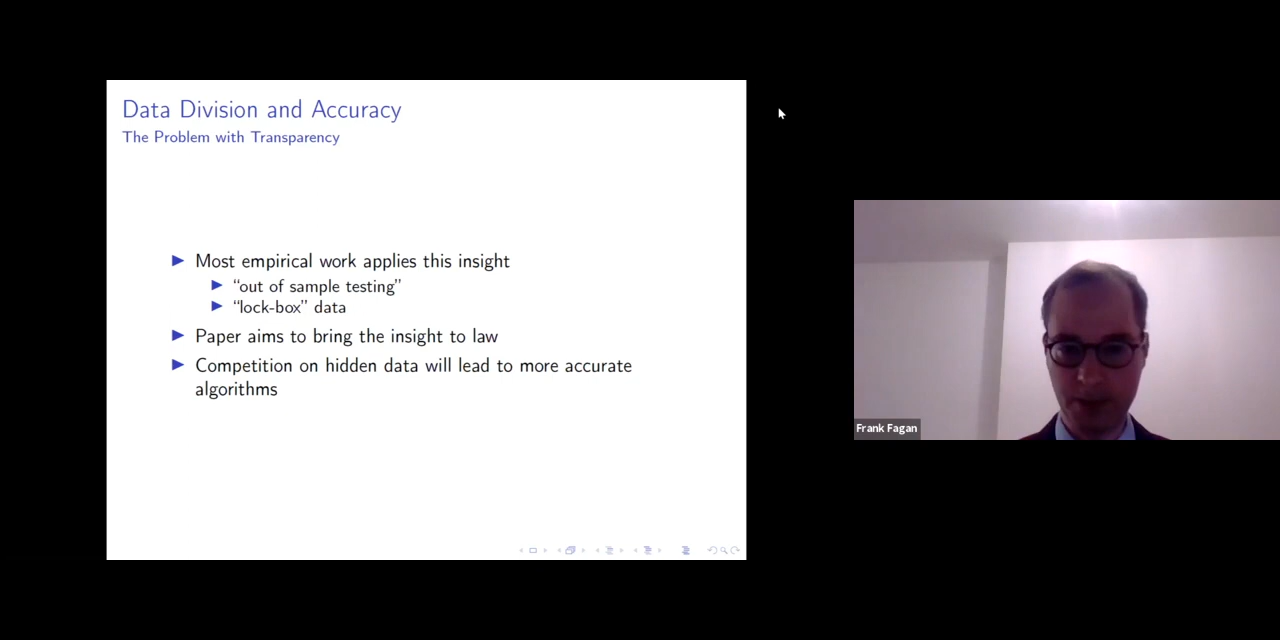 Data Division and Accuracy
The Problem with Transparency
Most empirical work applies this insight
“out of sample testing”
“lock-box” data
Paper aims to bring the insight to law
Competition on hidden data will lead to more accurate
algorithms
Frank Fagan